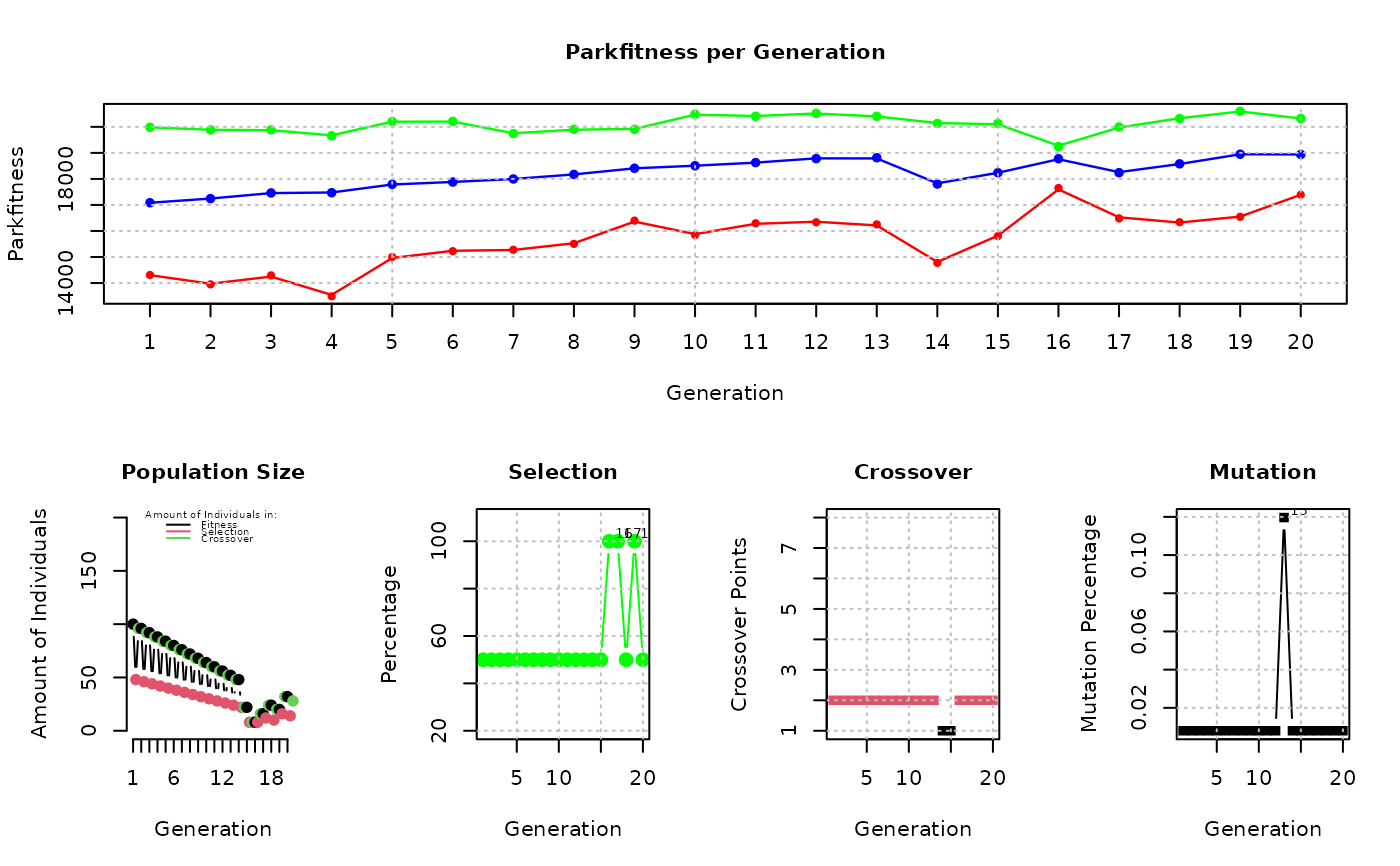 Parkfitness per Generation
Parkfitness
18000
14000
1 2 3 4 5 6 7 8 9 10 11 12 13 14 15 16 17 18 19 20
Generation
Population Size
Amount of Individuals
150
50
0
Amount of Individuals in:
Fitness
Selection
Crossover
1 6 12 18
Generation
Selection
Percentage
100
60
20
5 10 20
Generation
Crossover
Crossover Points
7
5
3
1
5 10 20
Generation
Mutation
Mutation Percentage
0.10
0.06
0.02
13
5 10 20
Generation